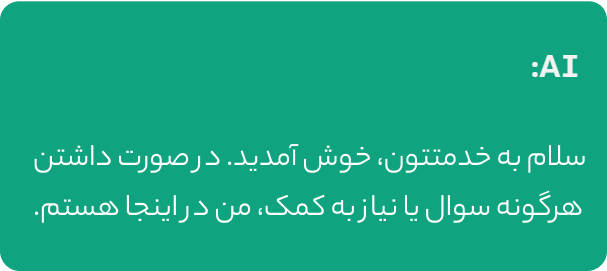 AI:
سلام به خدمتتون، خوش آمدید. در صورت داشتن
هرگونه سوال یا نیاز به کمک، من در اینجا هستم.